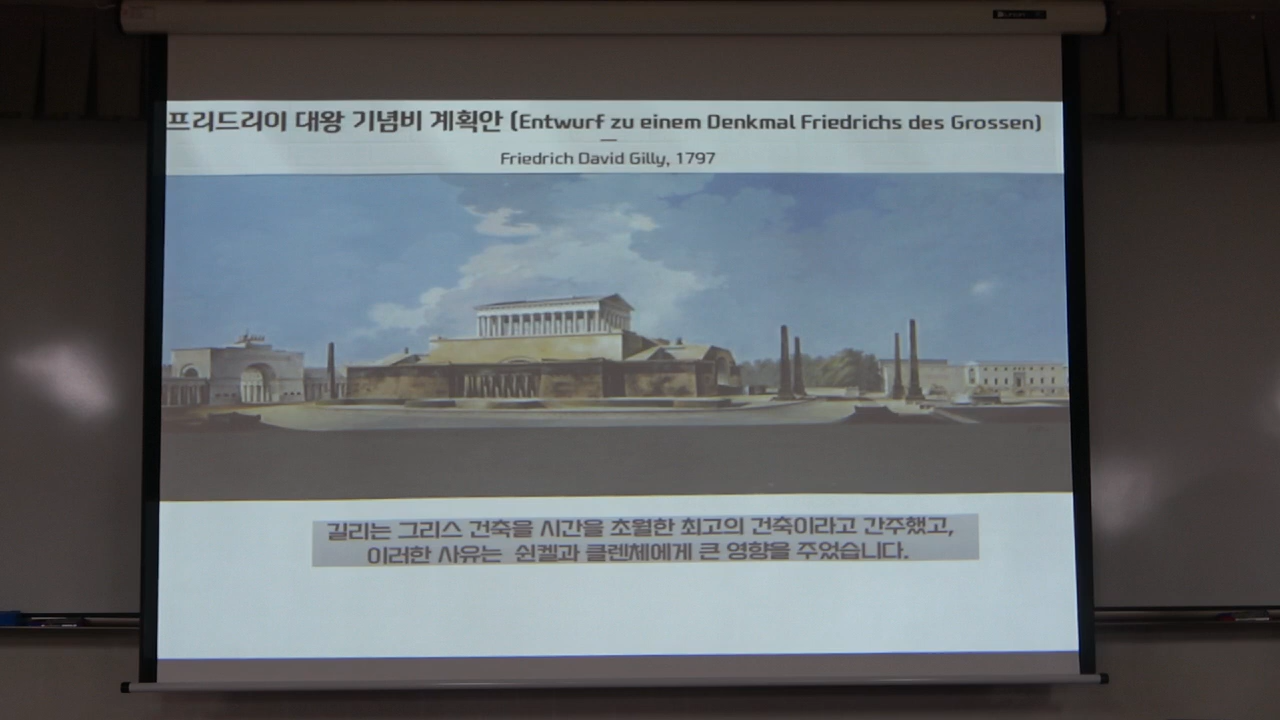 프리드리이 대왕 기념비 계획안 (Entwurf zu einem Denkmal Friedrichs des Grossen)
Friedrich David Gilly, 1797
길리는 그리스 건축을 시간을 초월한 최고의 건축이라고 간주했고,
이러한 사유는 쉰켈과 클렌체에게 큰 영향을 주었습니다.